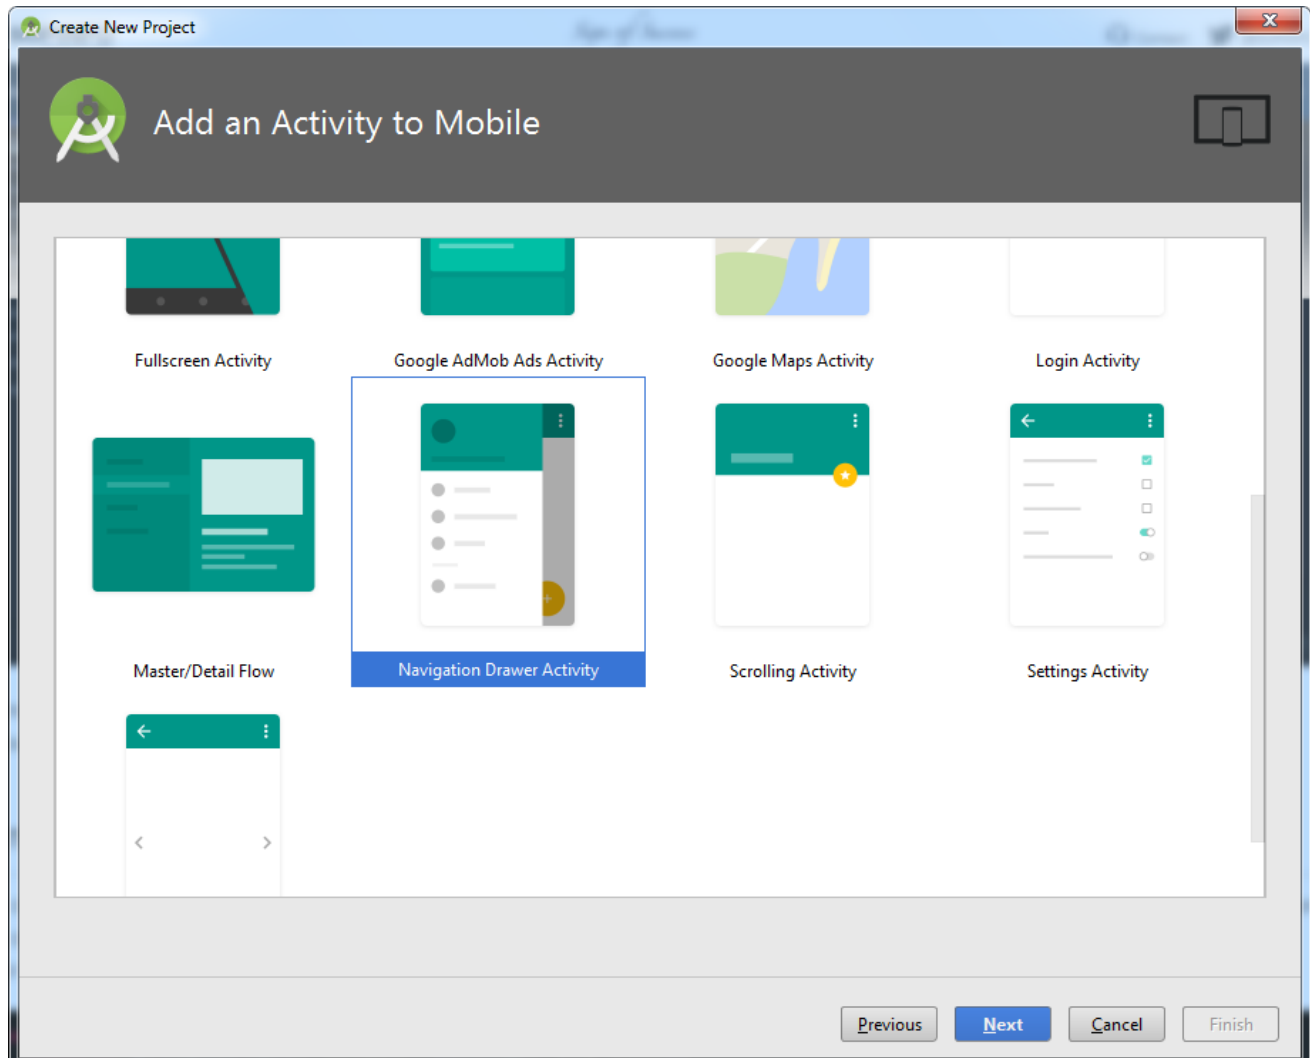 Create New Project
Add an Activity to Mobile
Fullscreen Activity
Google AdMob Ads Activity
Google Maps Activity
Login Activity
Master/Detail Flow
Navigation Drawer Activity
Scrolling Activity
Settings Activity
Previous
Next
Cancel
Finish